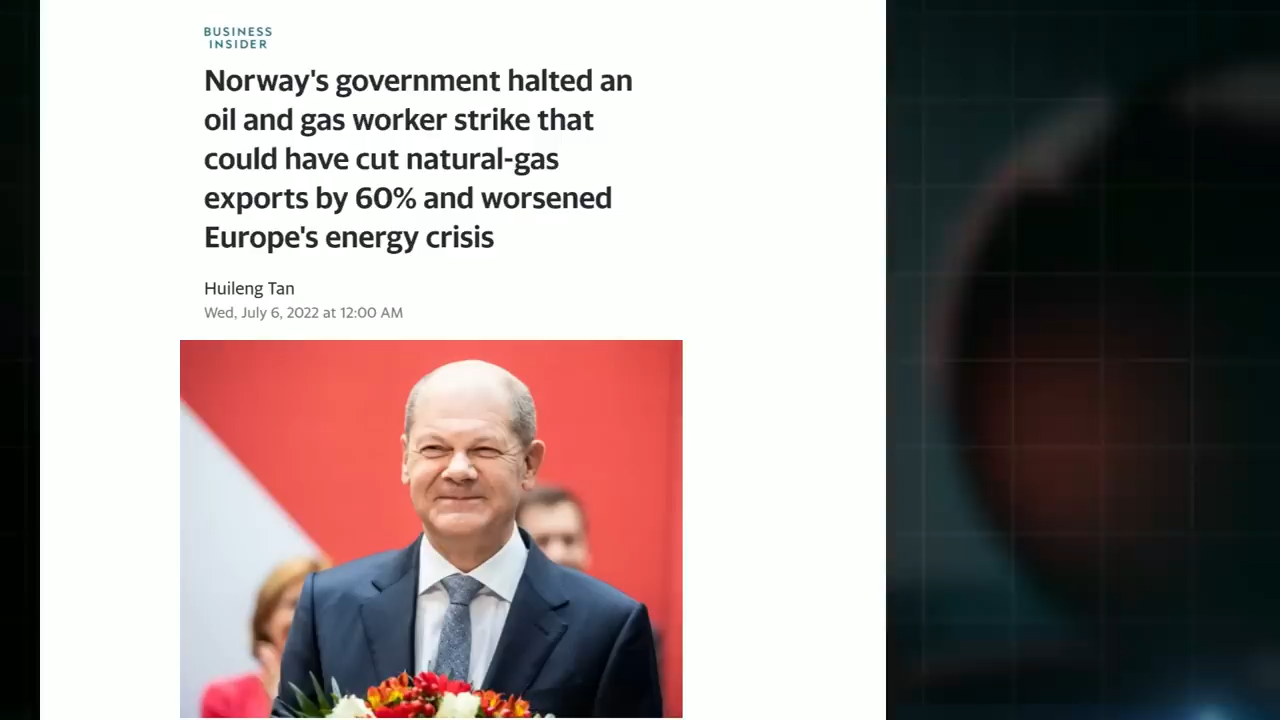 BUSINESS
INSIDER
Norway's government halted an
oil and gas worker strike that
could have cut natural-gas
exports by 60% and worsened
Europe's energy crisis
Huileng Tan
Wed, July 6, 2022 at 12:00 AM